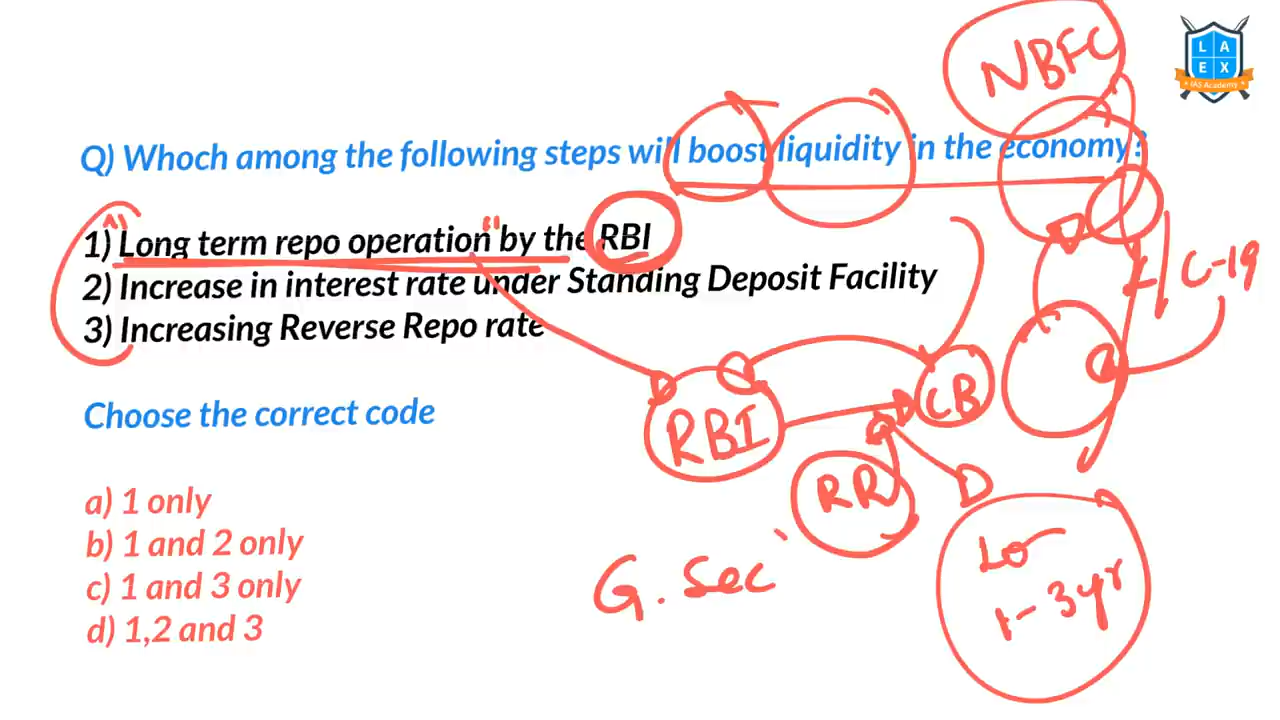 NBFC
L A
E X
IAS Academy
Q) Whoch among the following steps will boost liquidity in the economy?
1) Long term repo operation by the RBI
2) Increase in interest rate under Standing Deposit Facility
3) Increasing Reverse Repo rate
C-19
RBI
CB
RR
Choose the correct code
a) 1 only
b) 1 and 2 only
c) 1 and 3 only
d) 1,2 and 3
G. Sec
1-3yr